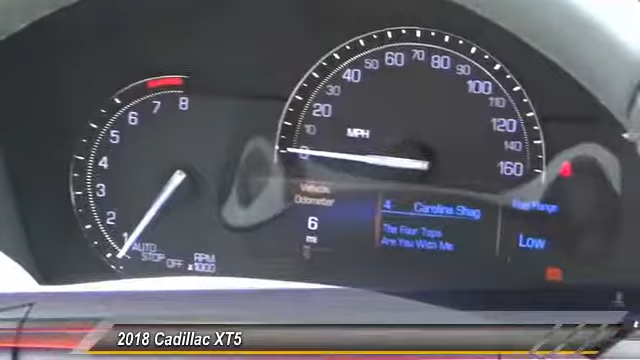 8
7
6
5
4
3
2
1
AUTO
STOP
OFF
RPM
x1000
0
10
20
30
40
50
60
70
80
90
100
110
120
140
160
MPH
Vehicle
Odometer
6
mi
4 Carolina Shag
The Four Tops
Are You With Me
Fuel Range
Low
2018 Cadillac XT5